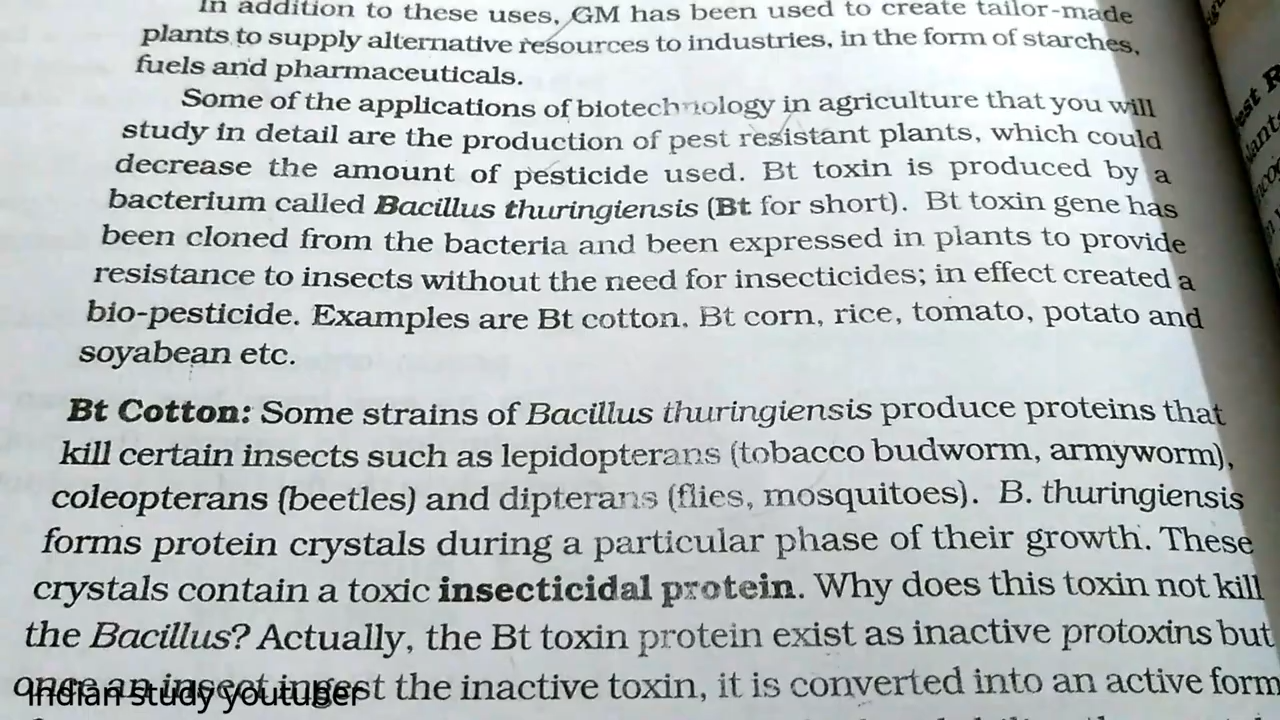 In addition to these uses, GM has been used to create tailor-made
plants to supply alternative resources to industries, in the form of starches,
fuels and pharmaceuticals.
Some of the applications of biotechnology in agriculture that you will
study in detail are the production of pest resistant plants, which could
decrease the amount of pesticide used. Bt toxin is produced by a
bacterium called Bacillus thuringiensis (Bt for short). Bt toxin gene has
been cloned from the bacteria and been expressed in plants to provide
resistance to insects without the need for insecticides; in effect created a
bio-pesticide. Examples are Bt cotton, Bt corn, rice, tomato, potato and
soyabean etc.
Bt Cotton: Some strains of Bacillus thuringiensis produce proteins that
kill certain insects such as lepidopterans (tobacco budworm, armyworm),
coleopterans (beetles) and dipterans (flies, mosquitoes). B. thuringiensis
forms protein crystals during a particular phase of their growth. These
crystals contain a toxic insecticidal protein. Why does this toxin not kill
the Bacillus? Actually, the Bt toxin protein exist as inactive protoxins but
once an insect ingest the inactive toxin, it is converted into an active form
Indian study youtuber